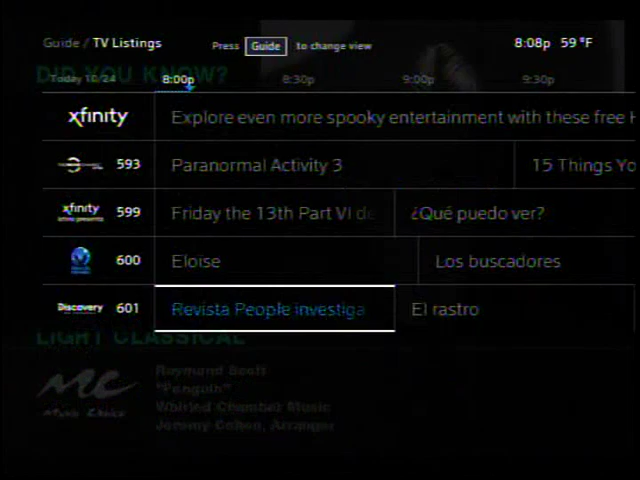 Guide / TV Listings
Press Guide to change view
8:08p 59 °F
DID YOU KNOW?
Today 10/24 8:00p 8:30p 9:00p 9:30p
xfinity Explore even more spooky entertainment with these free H
593 Paranormal Activity 3 15 Things Yo
xfinity 599 Friday the 13th Part VI de ¿Qué puedo ver?
600 Eloise Los buscadores
Discovery 601 Revista People investiga El rastro
LIGHT CLASSICAL
Raymond Scott
MC "Penguin"
Music Choice Whirled Chamber Music
Jeremy Cohen, Arranger